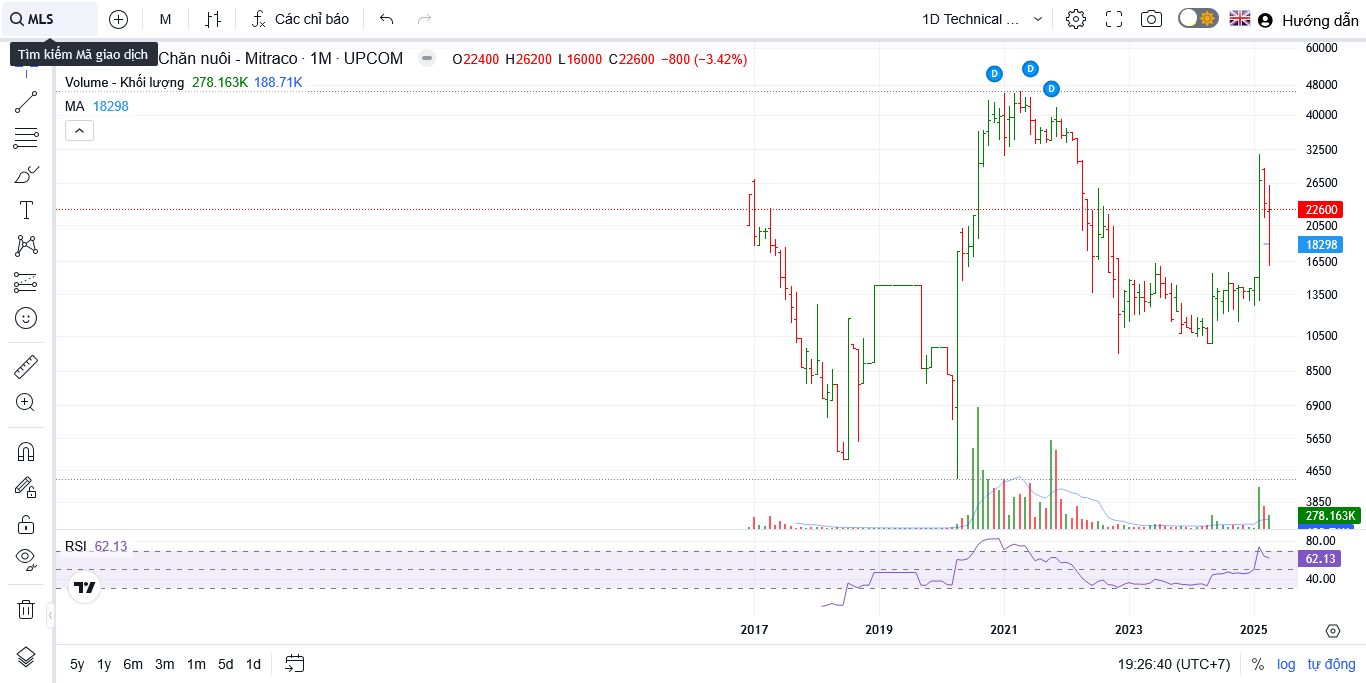 MLS
M
Các chỉ báo
1D Technical ...
Hướng dẫn
Tìm kiếm Mã giao dịch
Chăn nuôi - Mitraco · 1M · UPCOM
O22400 H26200 L16000 C22600 −800 (−3.42%)
Volume - Khối lượng 278.163K 188.71K
MA 18298
D
D
D
60000
48000
40000
32500
26500
22600
20500
18298
16500
13500
10500
8500
6900
5650
4650
3850
278.163K
RSI 62.13
80.00
62.13
40.00
2017
2019
2021
2023
2025
5y
1y
6m
3m
1m
5d
1d
19:26:40 (UTC+7)
%
log
tự động